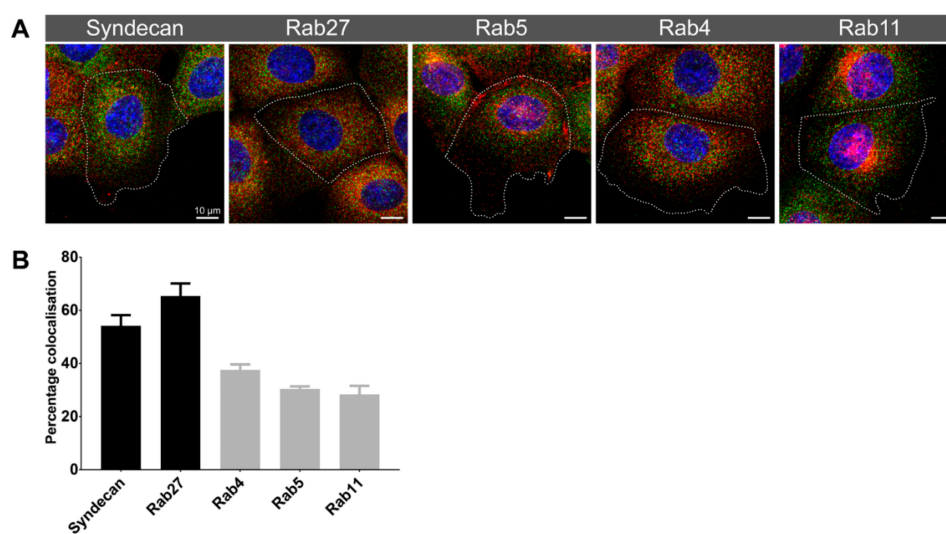 A
Syndecan Rab27 Rab5 Rab4 Rab11
10 µm
B
80
60
40
20
0
Percentage colocalisation
Syndecan Rab27 Rab4 Rab5 Rab11